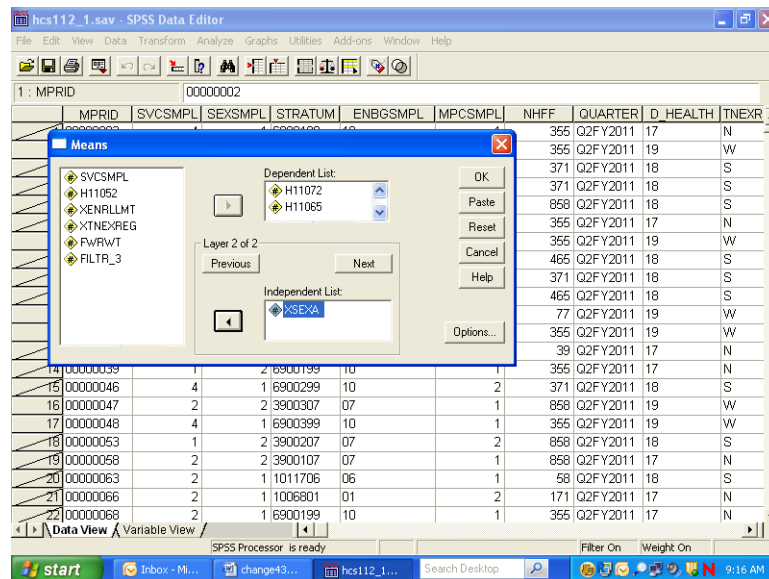 hcs112_1.sav - SPSS Data Editor
File Edit View Data Transform Analyze Graphs Utilities Add-ons Window Help
1 : MPRID 00000002
MPRID SVCSMPL SEXSMPL STRATUM ENBGSMPL MPCSMPL NHFF QUARTER D_HEALTH TNEXR
355 Q2FY2011 17 N
355 Q2FY2011 19 W
371 Q2FY2011 18 S
371 Q2FY2011 18 S
858 Q2FY2011 18 S
355 Q2FY2011 17 N
355 Q2FY2011 19 W
465 Q2FY2011 18 S
371 Q2FY2011 18 S
465 Q2FY2011 18 S
77 Q2FY2011 19 W
355 Q2FY2011 19 W
39 Q2FY2011 17 N
Means
SVCSMPL
H11052
XENRLLMT
XTNEXREG
FWRWT
FILTR_3
Dependent List:
H11072
H11065
Layer 2 of 2
Previous Next
Independent List:
XSEXA
OK
Paste
Reset
Cancel
Help
Options...
14 00000039 1 2 6900199 10 1 355 Q2FY2011 17 N
15 00000046 4 1 6900299 10 2 371 Q2FY2011 18 S
16 00000047 2 2 3900307 07 1 858 Q2FY2011 19 W
17 00000048 4 1 6900399 10 1 355 Q2FY2011 19 W
18 00000053 1 2 3900207 07 2 858 Q2FY2011 18 S
19 00000058 2 2 3900107 07 1 858 Q2FY2011 17 N
20 00000063 2 1 1011706 06 1 58 Q2FY2011 18 S
21 00000066 2 1 1006801 01 2 171 Q2FY2011 17 N
22 00000068 2 1 6900199 10 1 355 Q2FY2011 17 N
Data View Variable View
SPSS Processor is ready Filter On Weight On
start Inbox - Mi... change43... hcs112_1... Search Desktop 9:16 AM